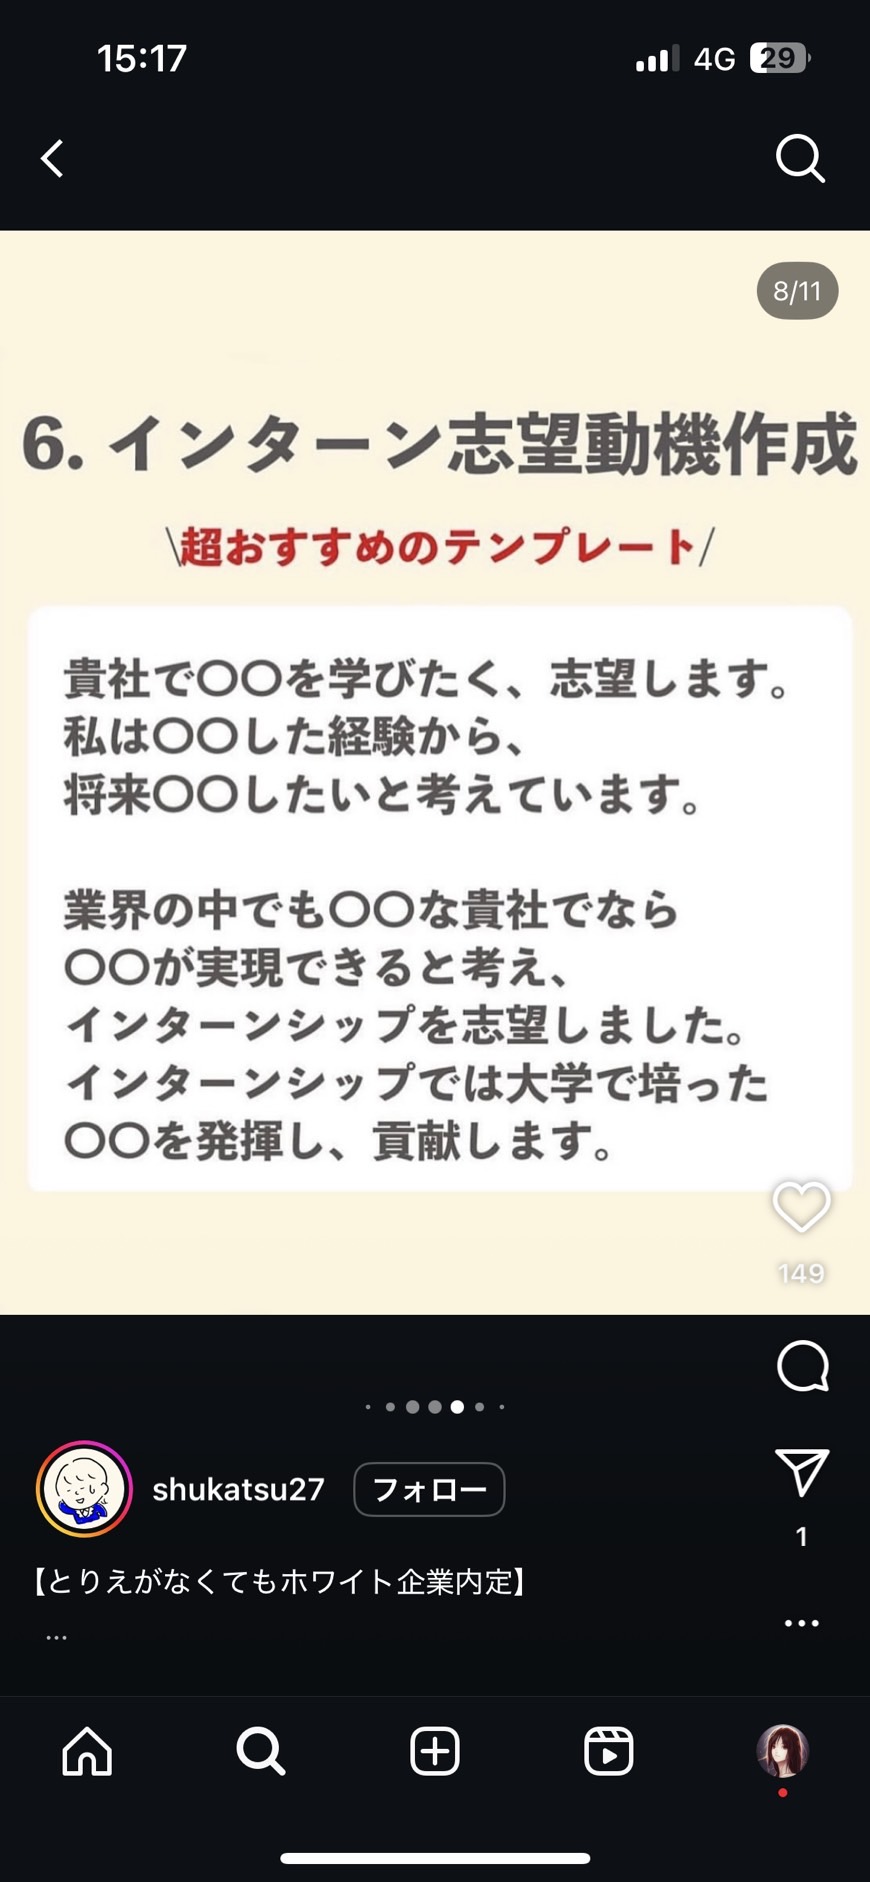 15:17
4G 29
8/11
6. インターン志望動機作成
\超おすすめのテンプレート/
貴社で〇〇を学びたく、志望します。
私は〇〇した経験から、
将来〇〇したいと考えています。
業界の中でも〇〇な貴社でなら
〇〇が実現できると考え、
インターンシップを志望しました。
インターンシップでは大学で培った
〇〇を発揮し、貢献します。
149
shukatsu27 フォロー
1
【とりえがなくてもホワイト企業内定】
...